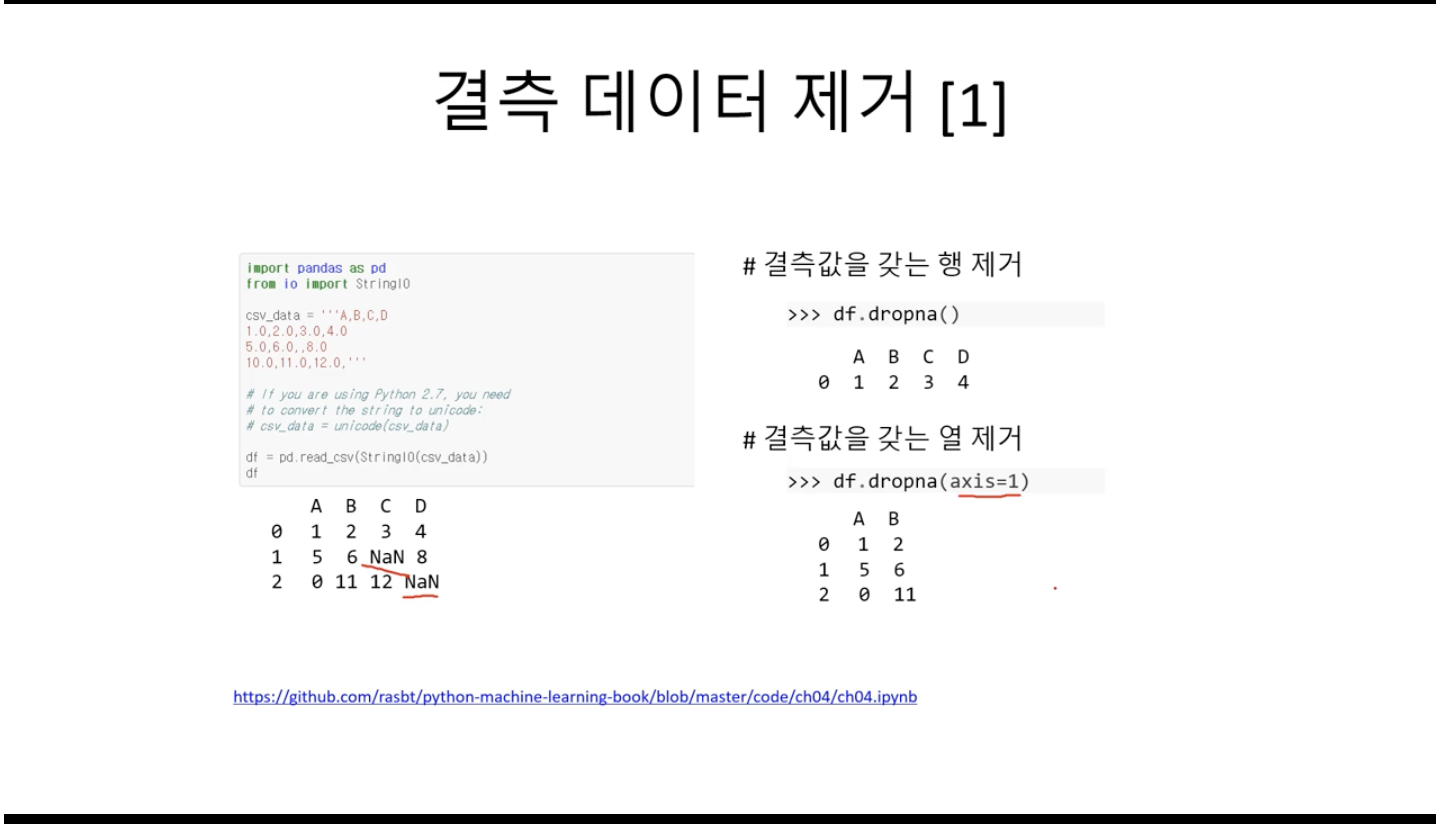 결측 데이터 제거 [1]
import pandas as pd
from io import StringIO
csv_data = '''A,B,C,D
1.0,2.0,3.0,4.0
5.0,6.0,,8.0
10.0,11.0,12.0,'''
# If you are using Python 2.7, you need
# to convert the string to unicode:
# csv_data = unicode(csv_data)
df = pd.read_csv(StringIO(csv_data))
df
A B C D
0 1 2 3 4
1 5 6 NaN 8
2 0 11 12 NaN
# 결측값을 갖는 행 제거
>>> df.dropna()
A B C D
0 1 2 3 4
# 결측값을 갖는 열 제거
>>> df.dropna(axis=1)
A B
0 1 2
1 5 6
2 0 11
https://github.com/rasbt/python-machine-learning-book/blob/master/code/ch04/ch04.ipynb